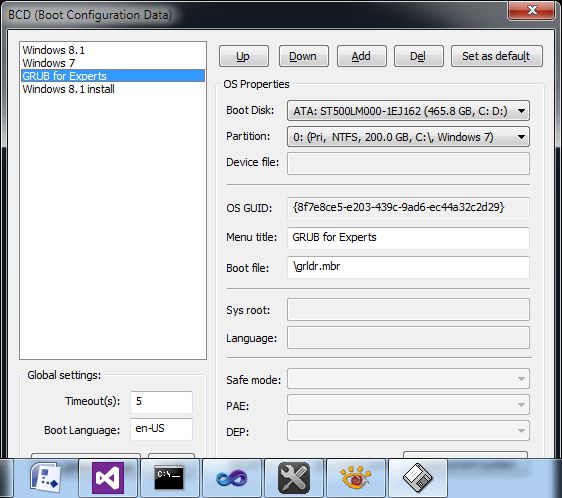 BCD (Boot Configuration Data)
Windows 8.1
Windows 7
GRUB for Experts
Windows 8.1 install
Up Down Add Del Set as default
OS Properties
Boot Disk: ATA: ST500LM000-1EJ162 (465.8 GB, C: D:)
Partition: 0: (Pri, NTFS, 200.0 GB, C:\, Windows 7)
Device file:
OS GUID: {8f7e8ce5-e203-439c-9ad6-ec44a32c2d29}
Menu title: GRUB for Experts
Boot file: \grldr.mbr
Sys root:
Language:
Safe mode:
PAE:
DEP:
Global settings:
Timeout(s): 5
Boot Language: en-US
C:\